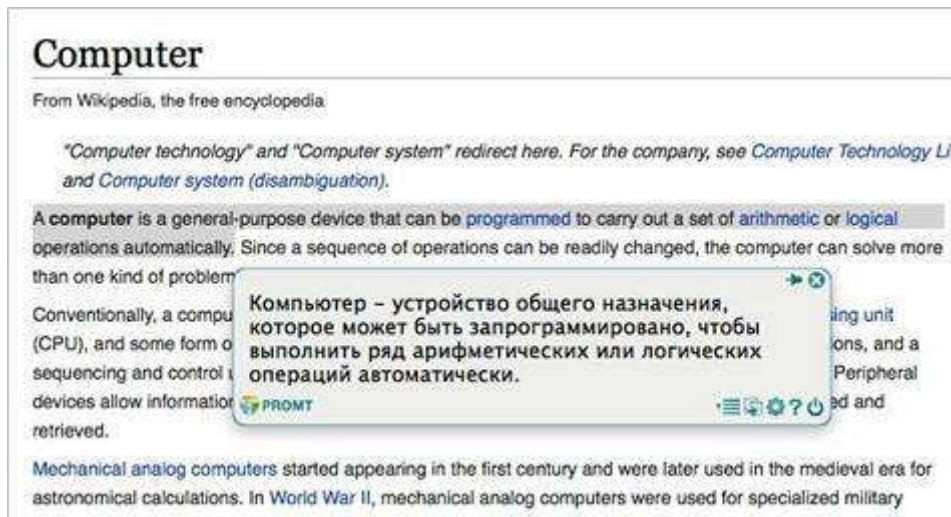 Computer
From Wikipedia, the free encyclopedia
"Computer technology" and "Computer system" redirect here. For the company, see Computer Technology Li
and Computer system (disambiguation).
A computer is a general-purpose device that can be programmed to carry out a set of arithmetic or logical
operations automatically. Since a sequence of operations can be readily changed, the computer can solve more
than one kind of problem
Компьютер – устройство общего назначения,
которое может быть запрограммировано, чтобы
выполнить ряд арифметических или логических
операций автоматически.
PROMT
Conventionally, a compu sing unit
(CPU), and some form o ons, and a
sequencing and control u Peripheral
devices allow information ed and
retrieved.
Mechanical analog computers started appearing in the first century and were later used in the medieval era for
astronomical calculations. In World War II, mechanical analog computers were used for specialized military